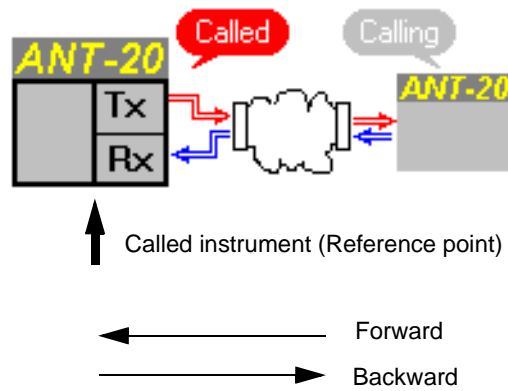 Called
Calling
ANT-20
ANT-20
Tx
Rx
Called instrument (Reference point)
Forward
Backward